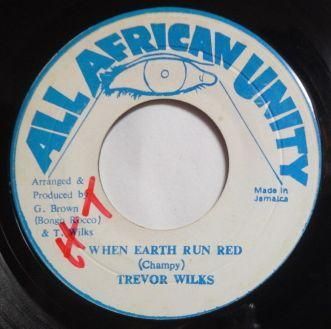 ALL AFRICAN UNITY
Arranged &
Produced by
G. Brown
(Bongo Rocco)
& T. Wilks
Made in
Jamaica
WHEN EARTH RUN RED
(Champy)
TREVOR WILKS